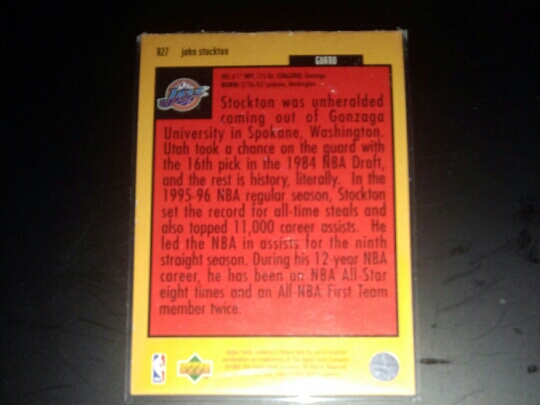 R27 john stockton
GUARD
JAZZ
Stockton was unheralded
coming out of Gonzaga
University in Spokane, Washington.
Utah took a chance on the guard with
the 16th pick in the 1984 NBA Draft,
and the rest is history, literally. In the
1995-96 NBA regular season, Stockton
set the record for all-time steals and
also topped 11,000 career assists. He
led the NBA in assists for the ninth
straight season. During his 12-year NBA
career, he has been an NBA All-Star
eight times and an All NBA First Team
member twice.